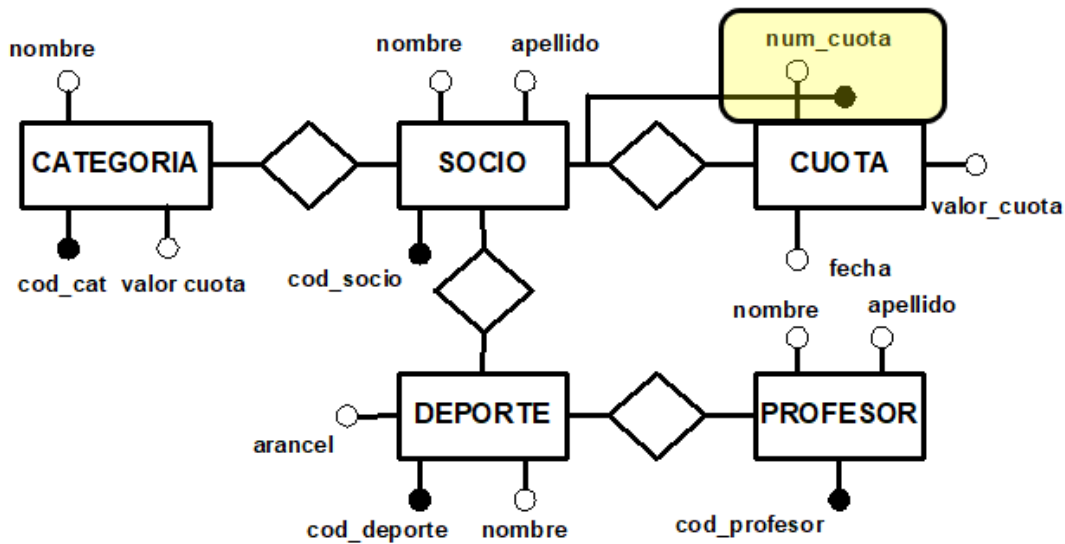 nombre
nombre
apellido
num_cuota
CATEGORIA
SOCIO
CUOTA
valor_cuota
cod_cat
valor cuota
cod_socio
fecha
nombre
apellido
DEPORTE
PROFESOR
arancel
cod_deporte
nombre
cod_profesor